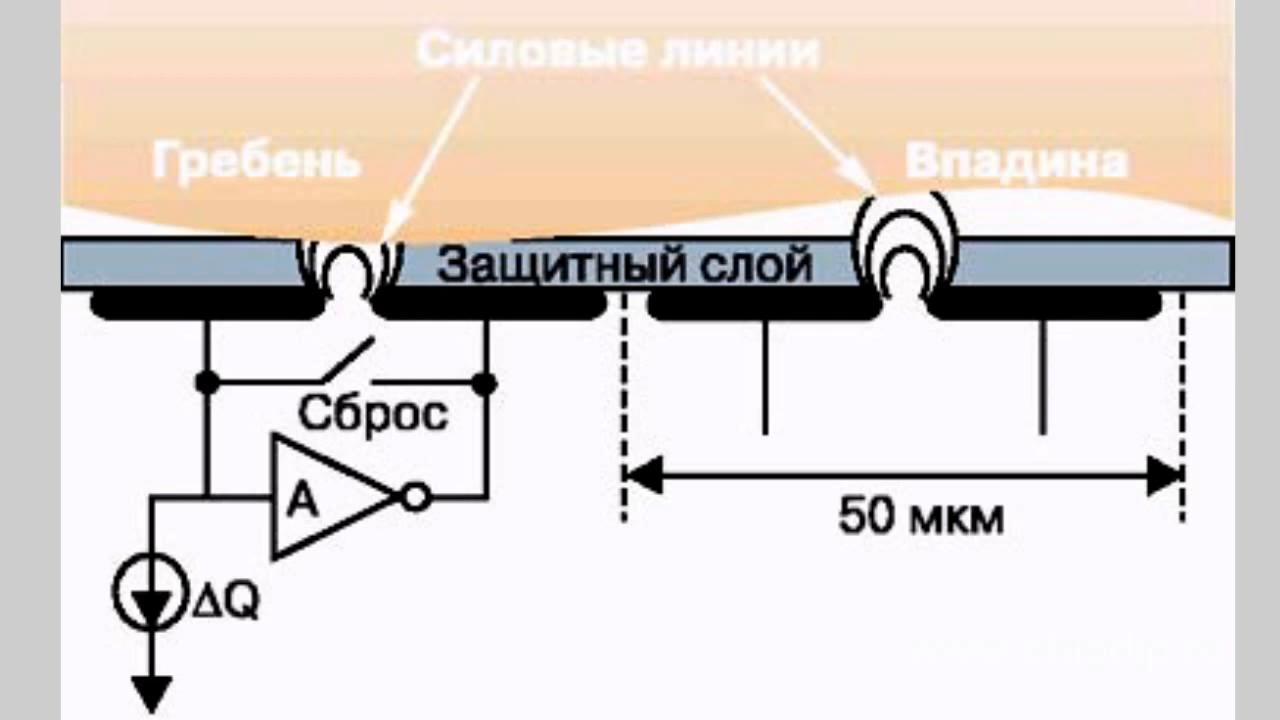 Силовые линии
Гребень
Впадина
Защитный слой
Сброс
A
50 мкм
ΔQ